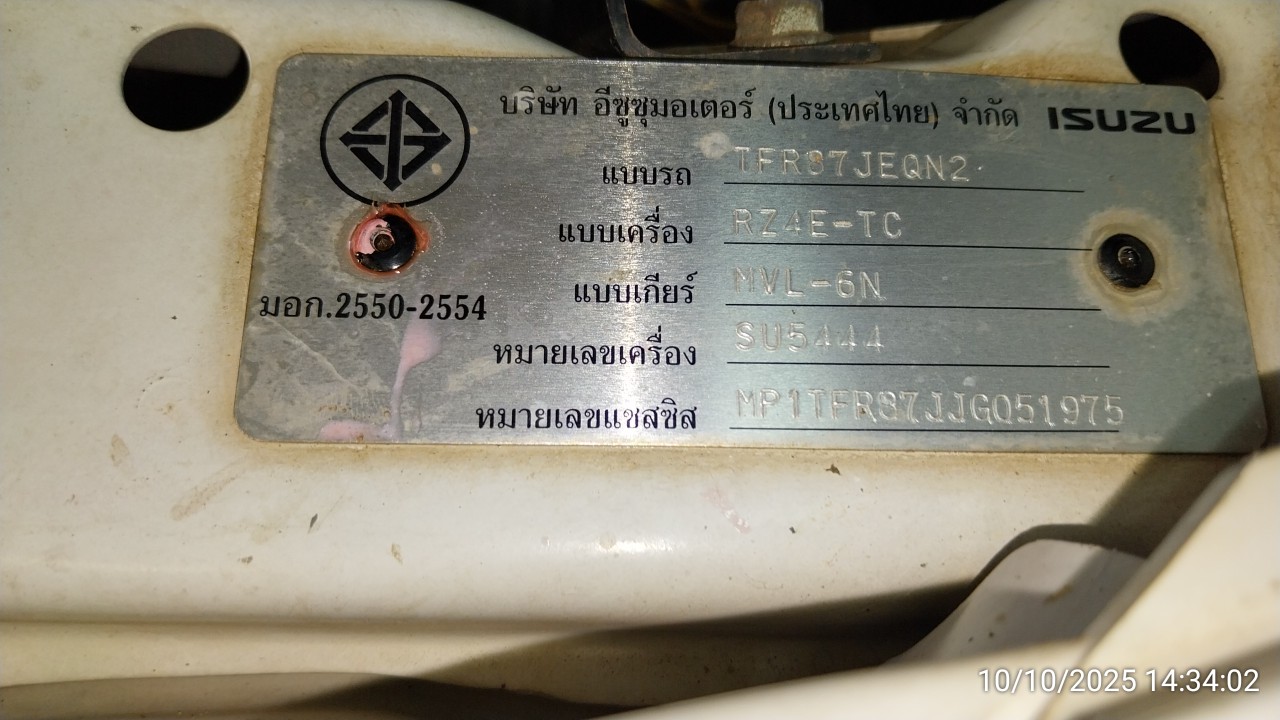 บริษัท อีซูซุมอเตอร์ (ประเทศไทย) จำกัด ISUZU
แบบรถ TFR87JEQN2
แบบเครื่อง RZ4E-TC
แบบเกียร์ MVL-6N
มอก.2550-2554
หมายเลขเครื่อง SU5444
หมายเลขแชสซิส MP1TFR87JJG051975
10/10/2025 14:34:02